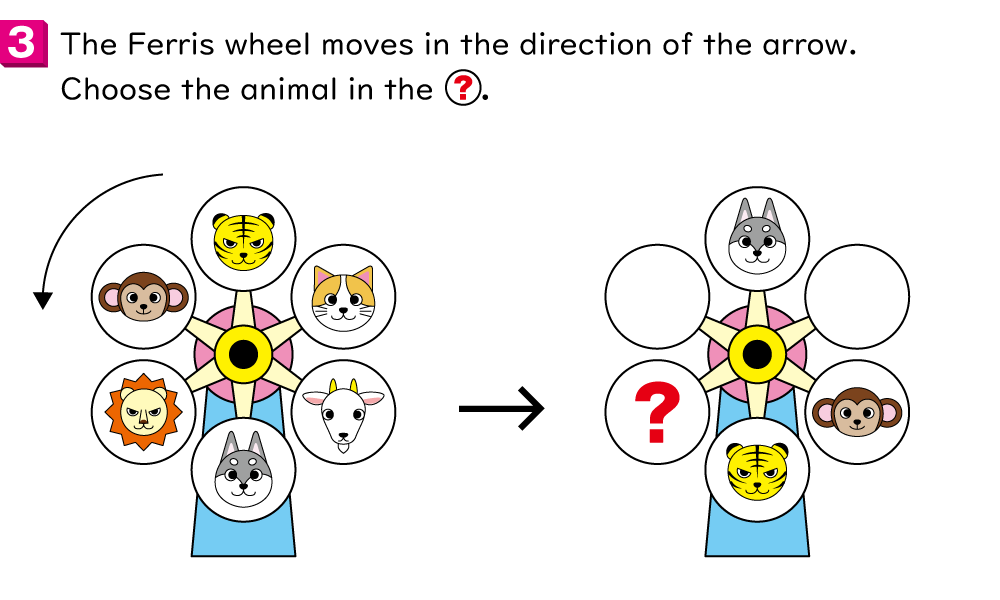 3 The Ferris wheel moves in the direction of the arrow.
Choose the animal in the ?.
?